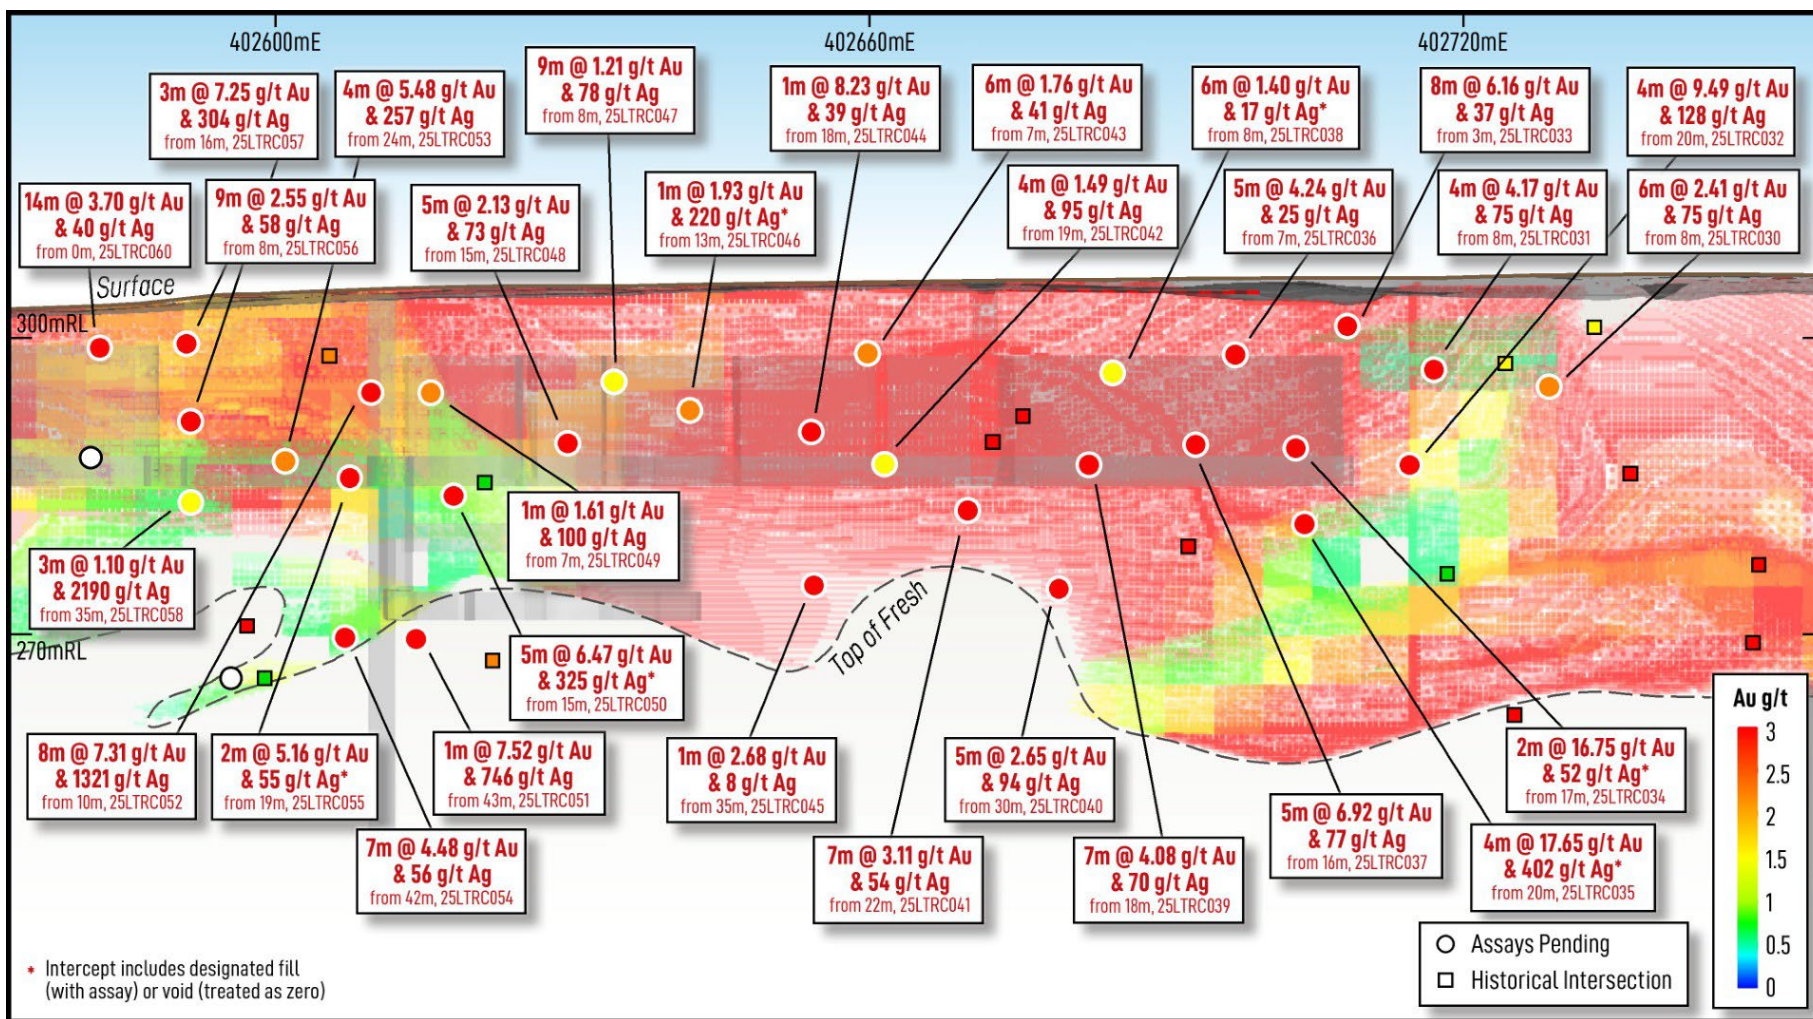 402600mE
402660mE
402720mE
3m @ 7.25 g/t Au
& 304 g/t Ag
from 16m, 25LTRC057
4m @ 5.48 g/t Au
& 257 g/t Ag
from 24m, 25LTRC053
9m @ 1.21 g/t Au
& 78 g/t Ag
from 8m, 25LTRC047
1m @ 8.23 g/t Au
& 39 g/t Ag
from 18m, 25LTRC044
6m @ 1.76 g/t Au
& 41 g/t Ag
from 7m, 25LTRC043
6m @ 1.40 g/t Au
& 17 g/t Ag*
from 8m, 25LTRC038
8m @ 6.16 g/t Au
& 37 g/t Ag
from 3m, 25LTRC033
4m @ 9.49 g/t Au
& 128 g/t Ag
from 20m, 25LTRC032
14m @ 3.70 g/t Au
& 40 g/t Ag
from 0m, 25LTRC060
9m @ 2.55 g/t Au
& 58 g/t Ag
from 8m, 25LTRC056
5m @ 2.13 g/t Au
& 73 g/t Ag
from 15m, 25LTRC048
1m @ 1.93 g/t Au
& 220 g/t Ag*
from 13m, 25LTRC046
4m @ 1.49 g/t Au
& 95 g/t Ag
from 19m, 25LTRC042
5m @ 4.24 g/t Au
& 25 g/t Ag
from 7m, 25LTRC036
4m @ 4.17 g/t Au
& 75 g/t Ag
from 8m, 25LTRC031
6m @ 2.41 g/t Au
& 75 g/t Ag
from 8m, 25LTRC030
Surface
300mRL
1m @ 1.61 g/t Au
& 100 g/t Ag
from 7m, 25LTRC049
3m @ 1.10 g/t Au
& 2190 g/t Ag
from 35m, 25LTRC058
Top of Fresh
270mRL
5m @ 6.47 g/t Au
& 325 g/t Ag*
from 15m, 25LTRC050
8m @ 7.31 g/t Au
& 1321 g/t Ag
from 10m, 25LTRC052
2m @ 5.16 g/t Au
& 55 g/t Ag*
from 19m, 25LTRC055
1m @ 7.52 g/t Au
& 746 g/t Ag
from 43m, 25LTRC051
1m @ 2.68 g/t Au
& 8 g/t Ag
from 35m, 25LTRC045
5m @ 2.65 g/t Au
& 94 g/t Ag
from 30m, 25LTRC040
2m @ 16.75 g/t Au
& 52 g/t Ag*
from 17m, 25LTRC034
7m @ 4.48 g/t Au
& 56 g/t Ag
from 42m, 25LTRC054
7m @ 3.11 g/t Au
& 54 g/t Ag
from 22m, 25LTRC041
7m @ 4.08 g/t Au
& 70 g/t Ag
from 18m, 25LTRC039
5m @ 6.92 g/t Au
& 77 g/t Ag
from 16m, 25LTRC037
4m @ 17.65 g/t Au
& 402 g/t Ag*
from 20m, 25LTRC035
Au g/t
3
2.5
2
1.5
1
0.5
0
Assays Pending
Historical Intersection
* Intercept includes designated fill
(with assay) or void (treated as zero)